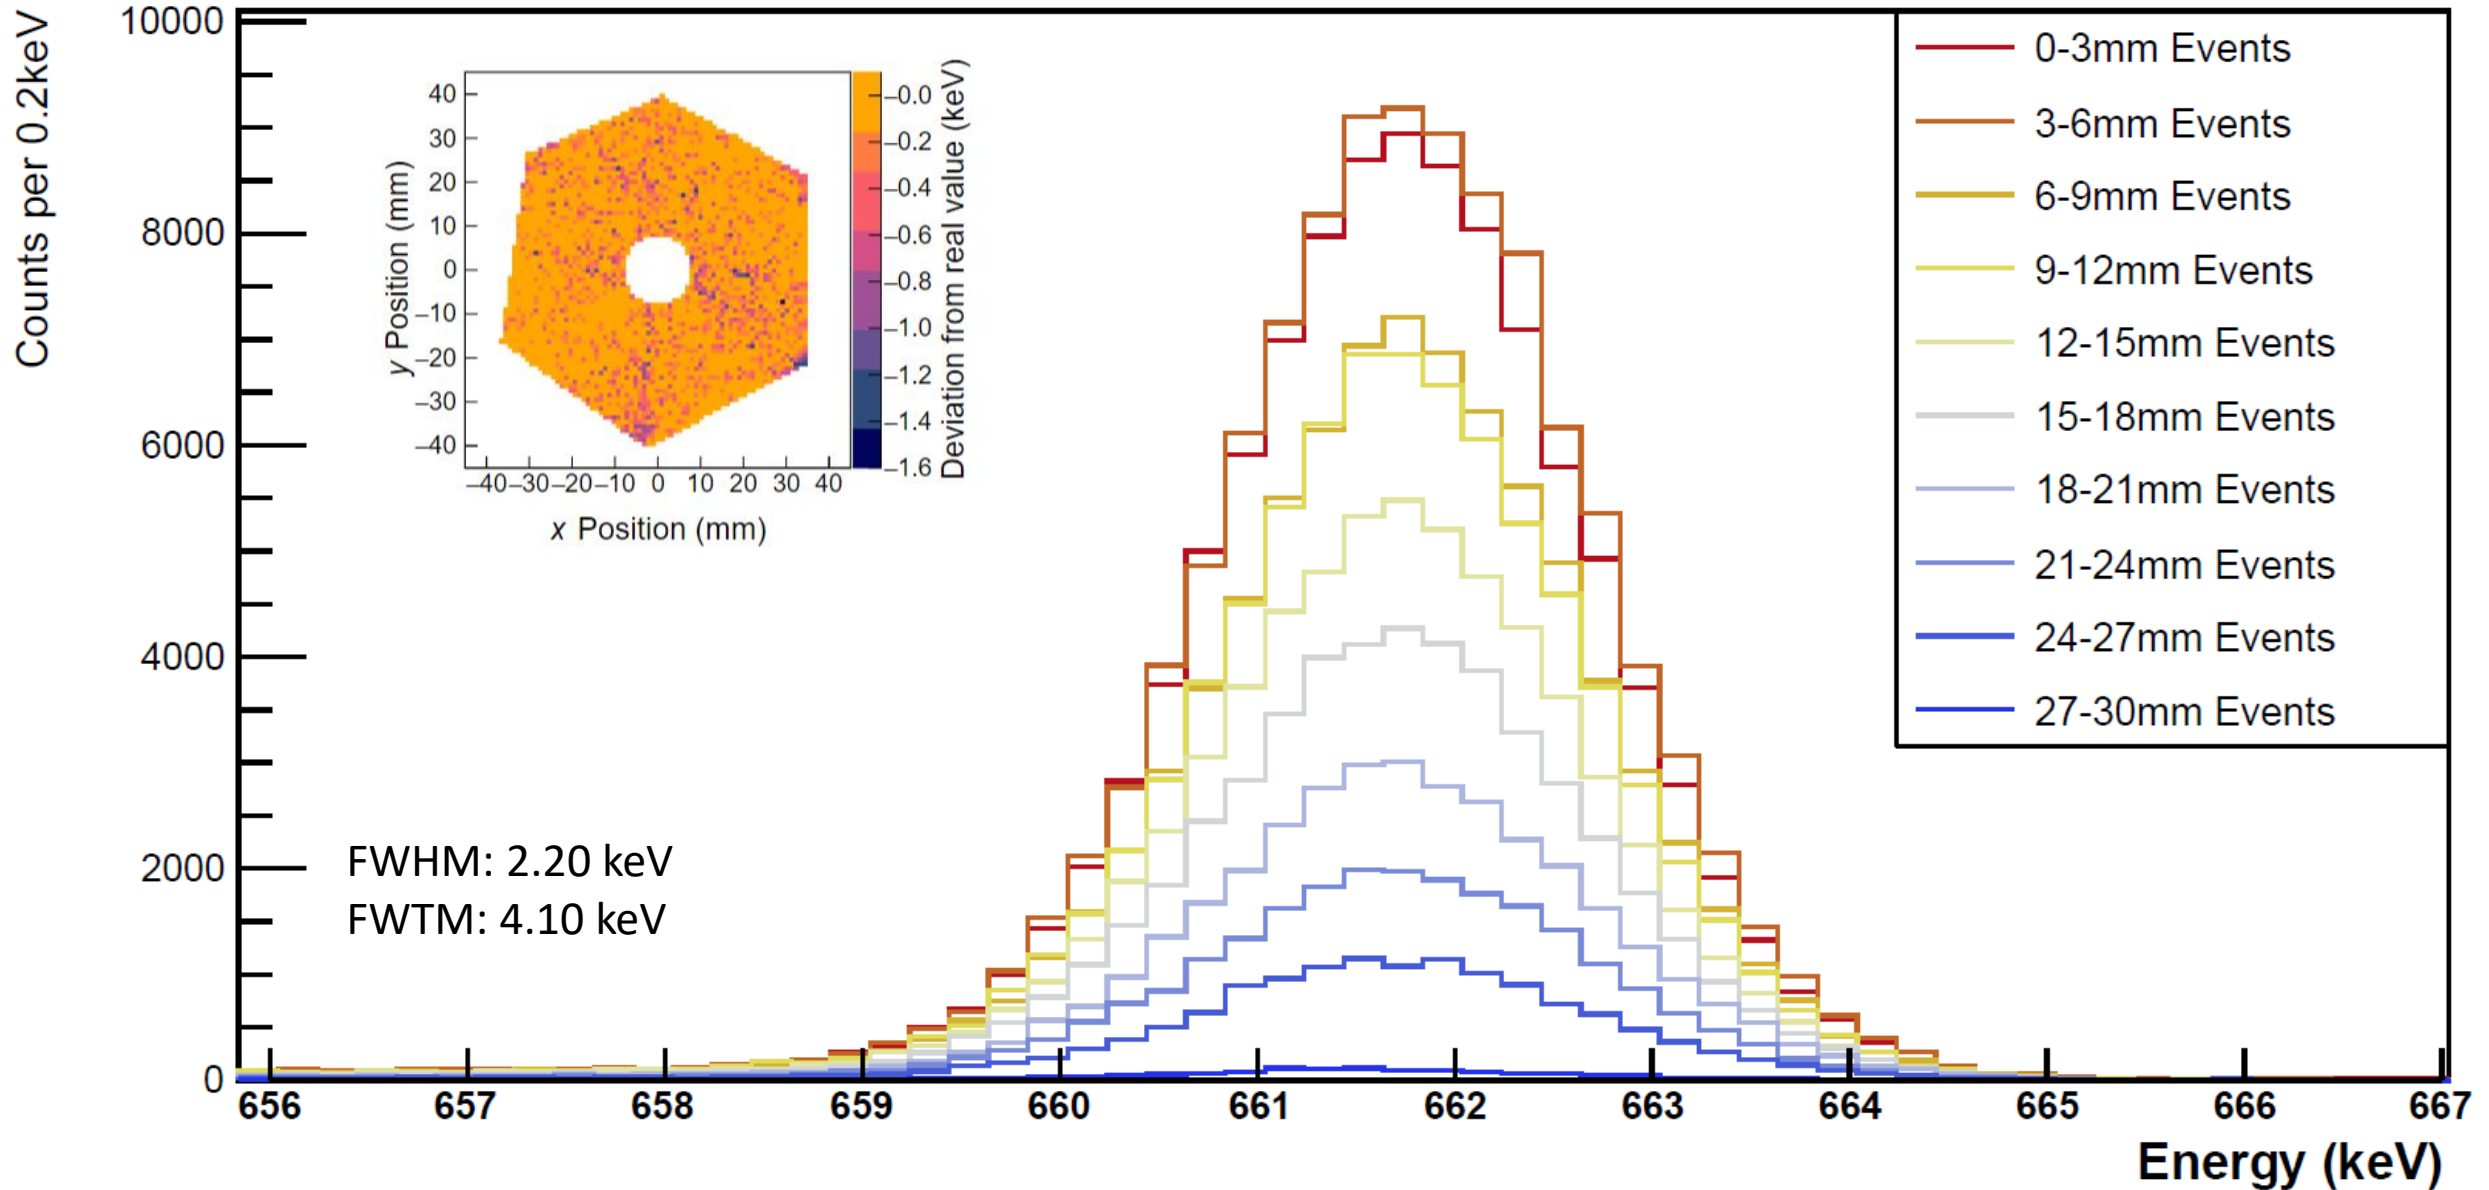 Counts per 0.2keV
10000
8000
6000
4000
2000
0
656 657 658 659 660 661 662 663 664 665 666 667
Energy (keV)
0-3mm Events
3-6mm Events
6-9mm Events
9-12mm Events
12-15mm Events
15-18mm Events
18-21mm Events
21-24mm Events
24-27mm Events
27-30mm Events
y Position (mm)
40
30
20
10
0
−10
−20
−30
−40
−40 −30 −20 −10 0 10 20 30 40
x Position (mm)
−0.0
−0.2
−0.4
−0.6
−0.8
−1.0
−1.2
−1.4
−1.6
Deviation from real value (keV)
FWHM: 2.20 keV
FWTM: 4.10 keV